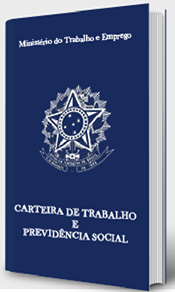 Ministério do Trabalho e Emprego
CARTEIRA DE TRABALHO
E
PREVIDÊNCIA SOCIAL